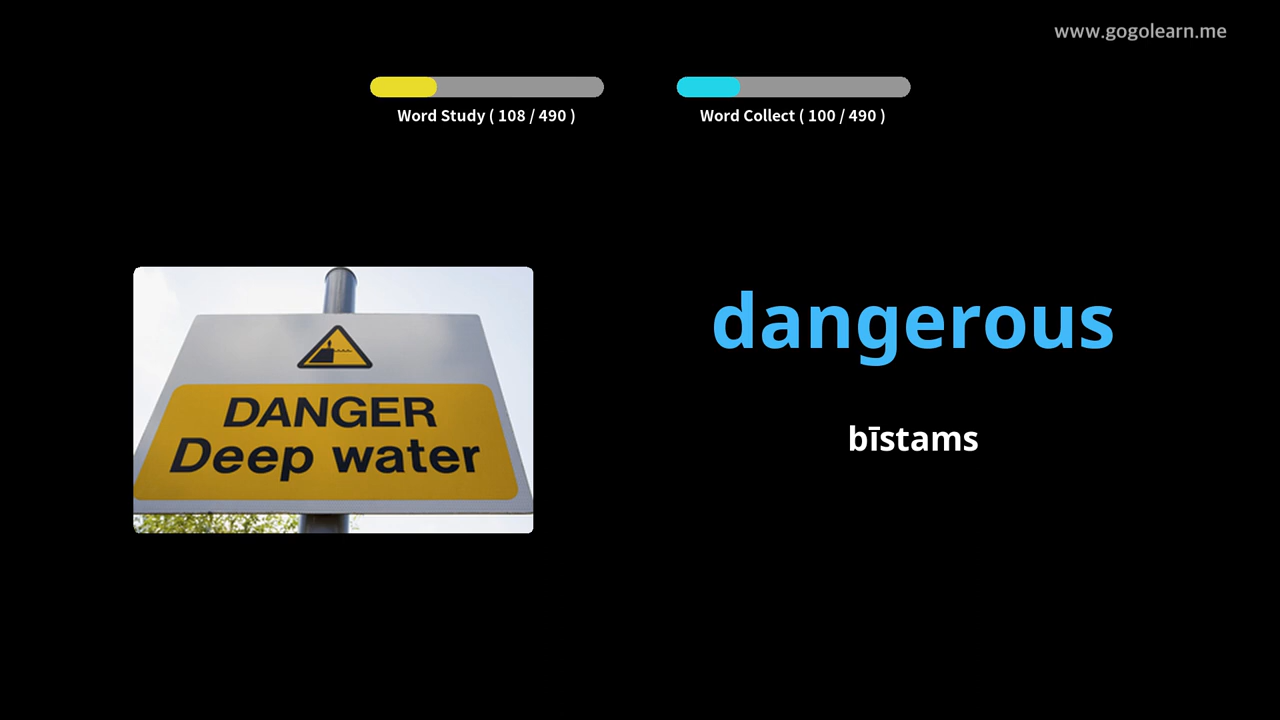 www.gogolearn.me
Word Study ( 108 / 490 )
Word Collect ( 100 / 490 )
DANGER
Deep water
dangerous
bīstams